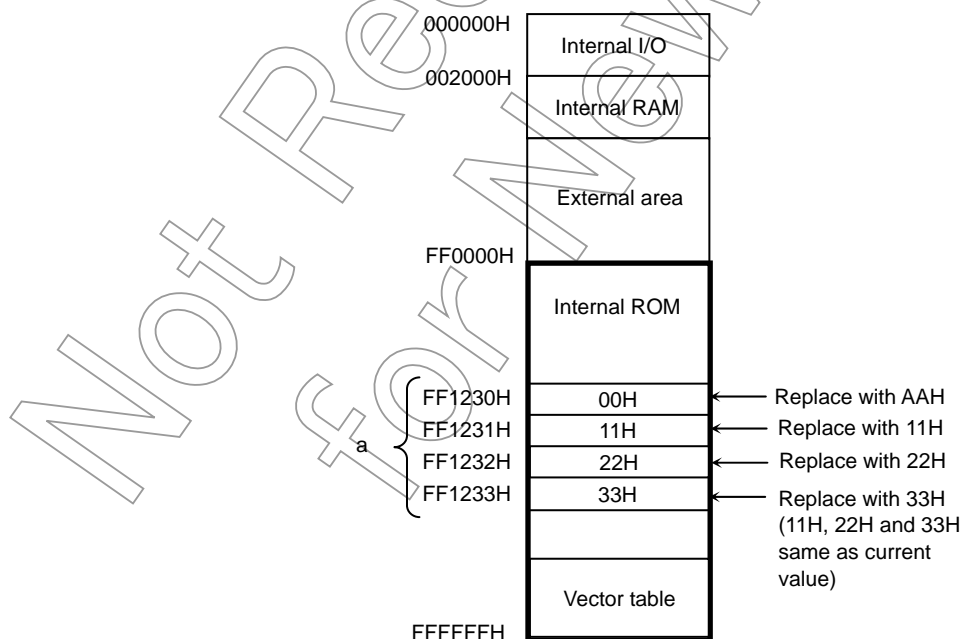 000000H
Internal I/O
002000H
Internal RAM
External area
FF0000H
Internal ROM
FF1230H 00H Replace with AAH
FF1231H 11H Replace with 11H
a
FF1232H 22H Replace with 22H
FF1233H 33H Replace with 33H
(11H, 22H and 33H
same as current
value)
Vector table
FFFFFFH
Not Rec
for New